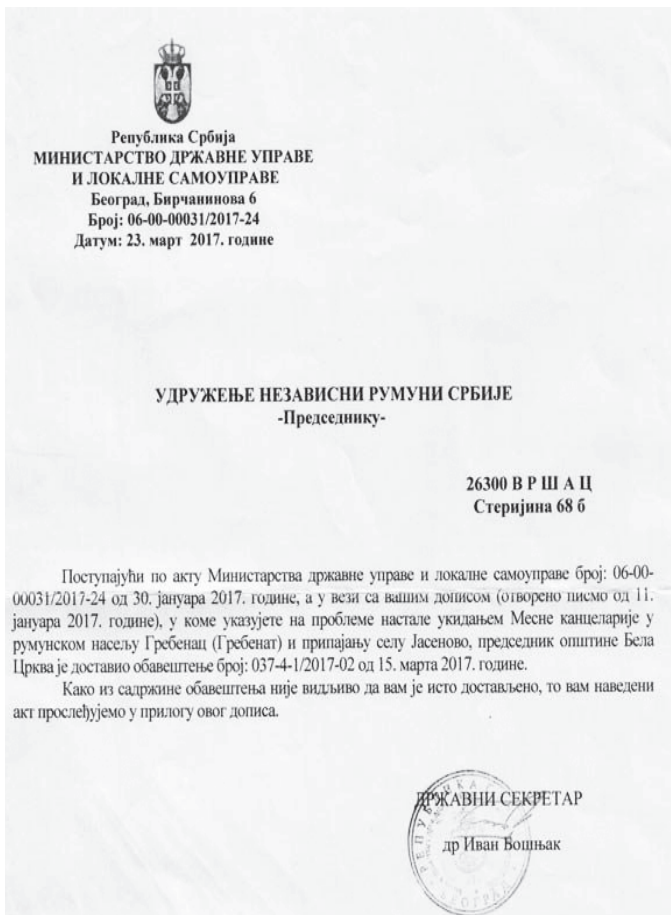 Република Србија
МИНИСТАРСТВО ДРЖАВНЕ УПРАВЕ
И ЛОКАЛНЕ САМОУПРАВЕ
Београд, Бирчанинова 6
Број: 06-00-00031/2017-24
Датум: 23. март 2017. године
УДРУЖЕЊЕ НЕЗАВИСНИ РУМУНИ СРБИЈЕ
-Председнику-
26300 В Р Ш А Ц
Стеријина 68 б
Поступајући по акту Министарства државне управе и локалне самоуправе број: 06-00-
00031/2017-24 од 30. јануара 2017. године, а у вези са вашим дописом (отворено писмо од 11.
јануара 2017. године), у коме указујете на проблеме настале укидањем Месне канцеларије у
румунском насељу Гребенац (Гребенат) и припајању селу Јасеново, председник општине Бела
Црква је доставио обавештење број: 037-4-1/2017-02 од 15. марта 2017. године.
Како из садржине обавештења није видљиво да вам је исто достављено, то вам наведени
акт прослеђујемо у прилогу овог дописа.
ДРЖАВНИ СЕКРЕТАР
др Иван Бошњак
РЕПУБЛИКА
БЕОГРАД